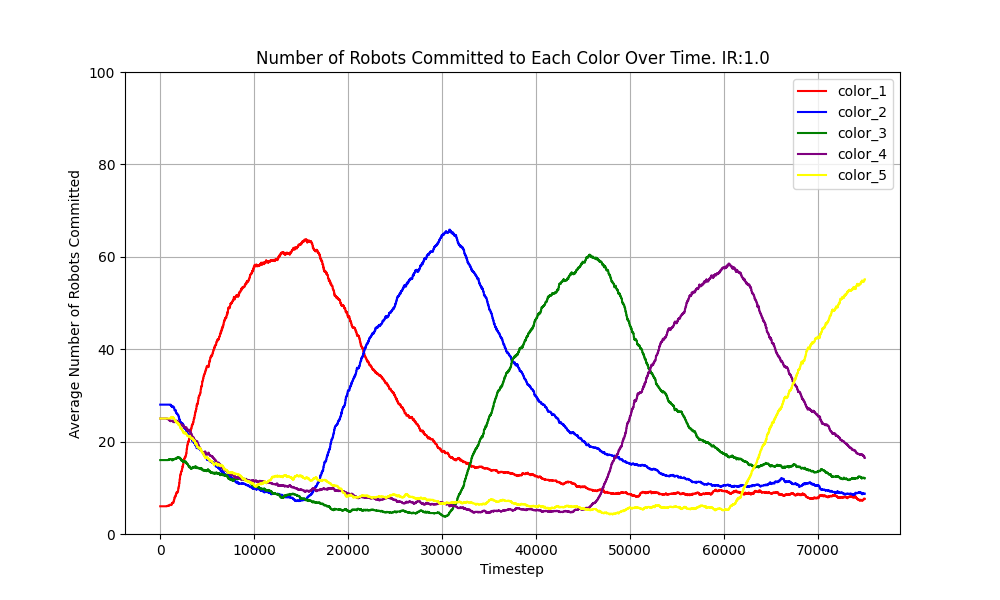 Number of Robots Committed to Each Color Over Time. IR:1.0
100
80
60
40
20
0
Average Number of Robots Committed
color_1
color_2
color_3
color_4
color_5
0 10000 20000 30000 40000 50000 60000 70000
Timestep